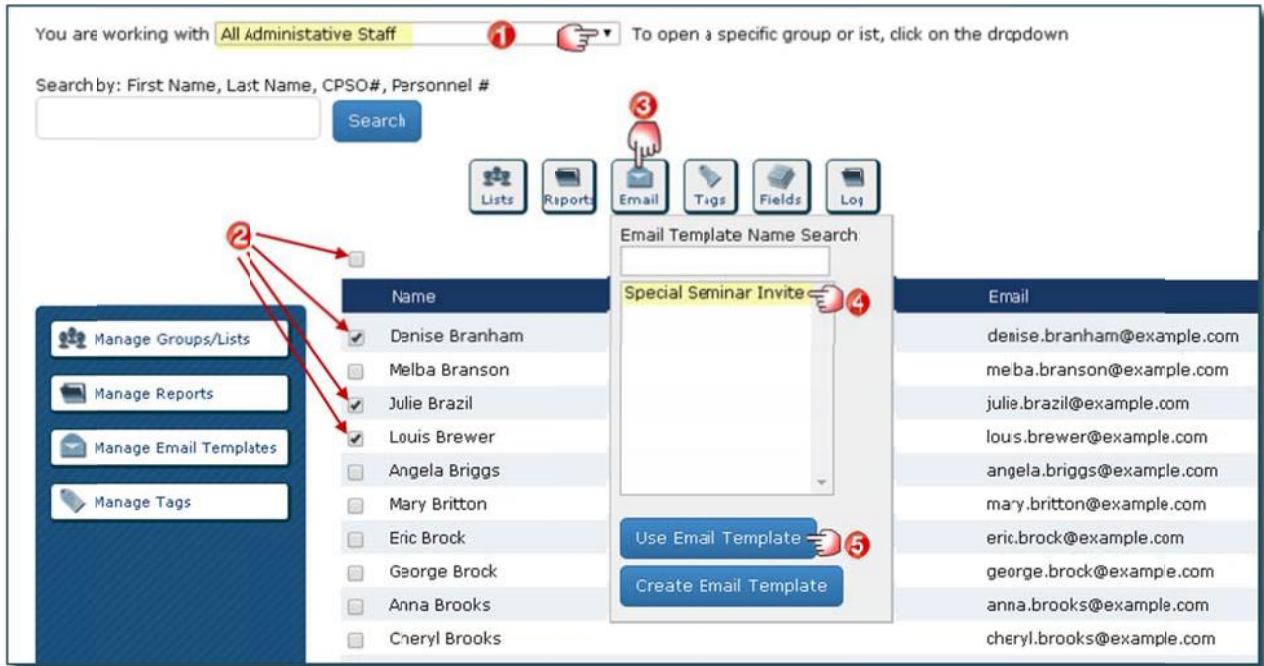 You are working with All Administative Staff 1 To open a specific group or ist, click on the dropdown
Search by: First Name, Last Name, CPSO#, Personnel #
Search
3
Lists Reports Email Tags Fields Log
2
Email Template Name Search
Name Special Seminar Invite 4 Email
Manage Groups/Lists
Manage Reports
Manage Email Templates
Manage Tags
Denise Branham denise.branham@example.com
Melba Branson melba.branson@example.com
Julie Brazil julie.brazil@example.com
Louis Brewer louis.brewer@example.com
Angela Briggs angela.briggs@example.com
Mary Britton mary.britton@example.com
Eric Brock eric.brock@example.com
George Brock george.brock@example.com
Anna Brooks anna.brooks@example.com
Cheryl Brooks cheryl.brooks@example.com
Use Email Template 5
Create Email Template